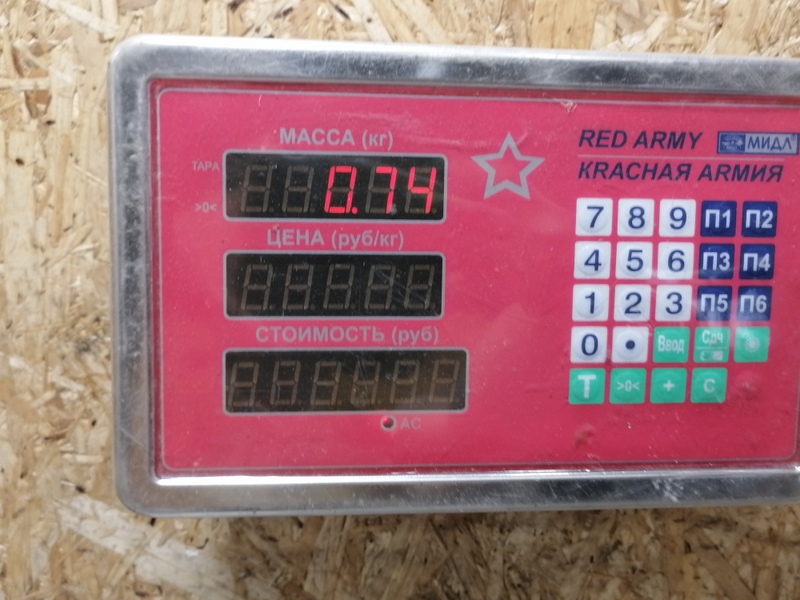 МАССА (кг)
ТАРА
0.74
>0<
ЦЕНА (руб/кг)
СТОИМОСТЬ (руб)
АС
RED ARMY МИДЛ
КRАСНАЯ АRМИЯ
7 8 9 П1 П2
4 5 6 П3 П4
1 2 3 П5 П6
0 • Ввод Сдч
Т >0< + С